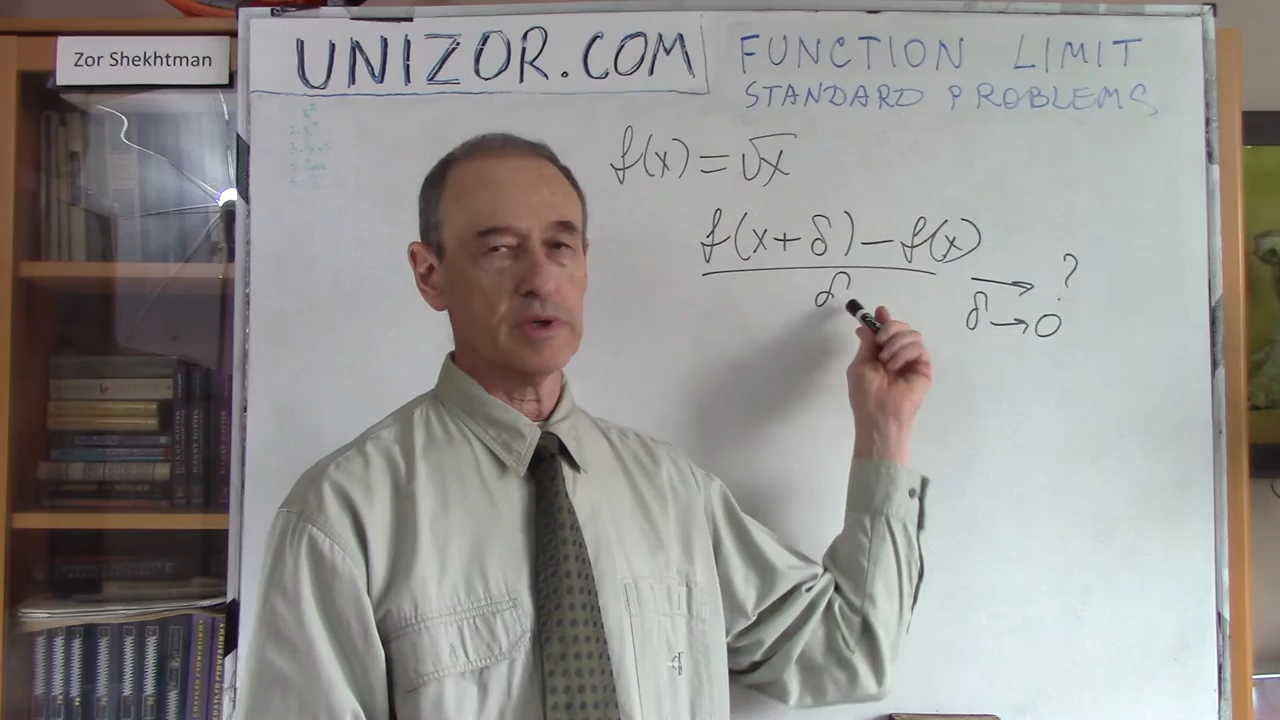 Zor Shekhtman
UNIZOR.COM
FUNCTION LIMIT
STANDARD PROBLEMS
f(x) = √x
f(x+δ) − f(x)
δ
→ ?
δ → 0